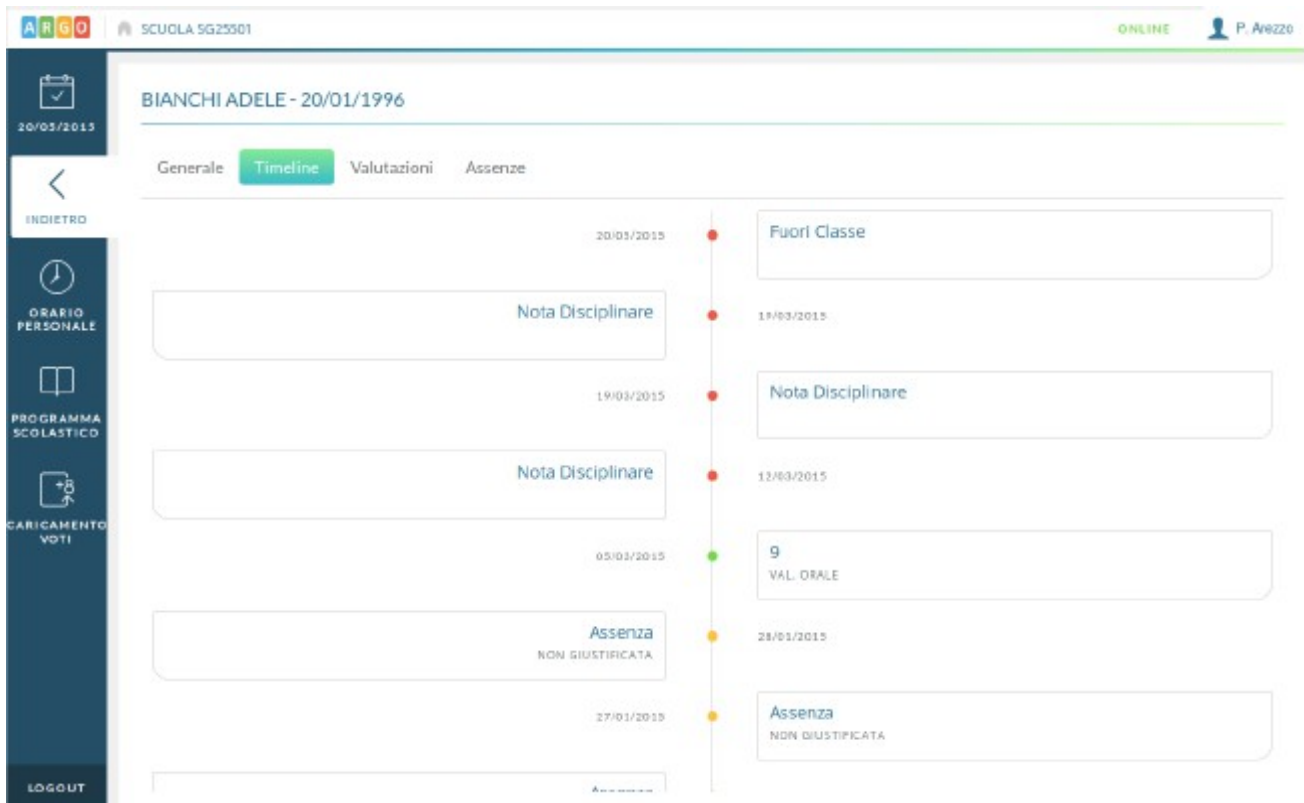 ARGO
SCUOLA SG25501
ONLINE
P. Arezzo
20/03/2015
INDIETRO
ORARIO
PERSONALE
PROGRAMMA
SCOLASTICO
CARICAMENTO
VOTI
LOGOUT
BIANCHI ADELE - 20/01/1996
Generale Timeline Valutazioni Assenze
20/03/2015
Fuori Classe
Nota Disciplinare
19/03/2015
19/03/2015
Nota Disciplinare
Nota Disciplinare
12/03/2015
05/03/2015
9
VAL. ORALE
Assenza
NON GIUSTIFICATA
28/01/2015
27/01/2015
Assenza
NON GIUSTIFICATA